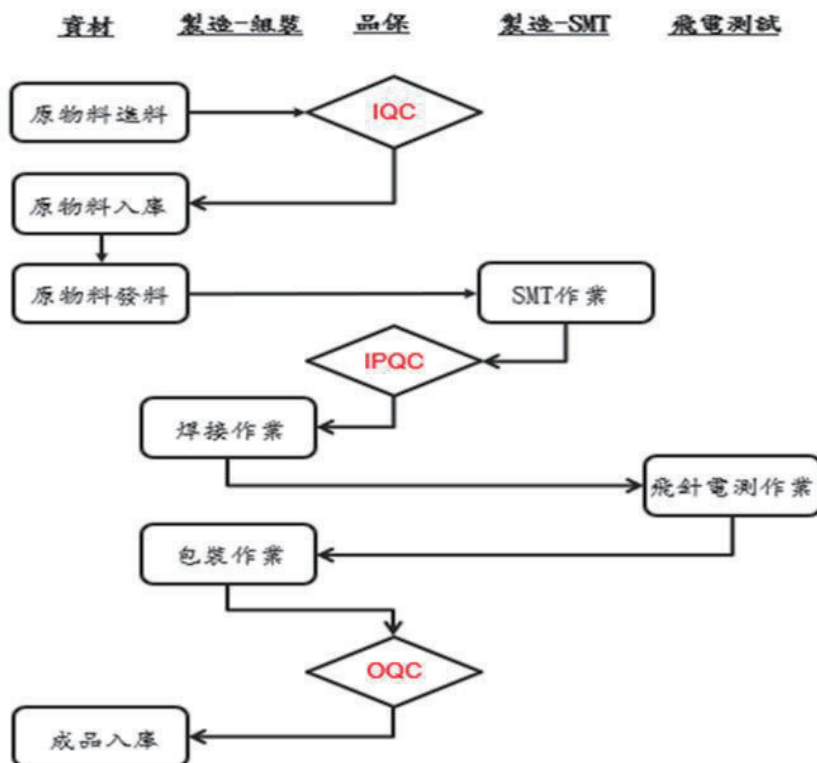 資材 製造-組裝 品保 製造-SMT 飛電測試
原物料進料 IQC
原物料入庫
原物料發料 SMT作業
IPQC
焊接作業
飛針電測作業
包裝作業
OQC
成品入庫